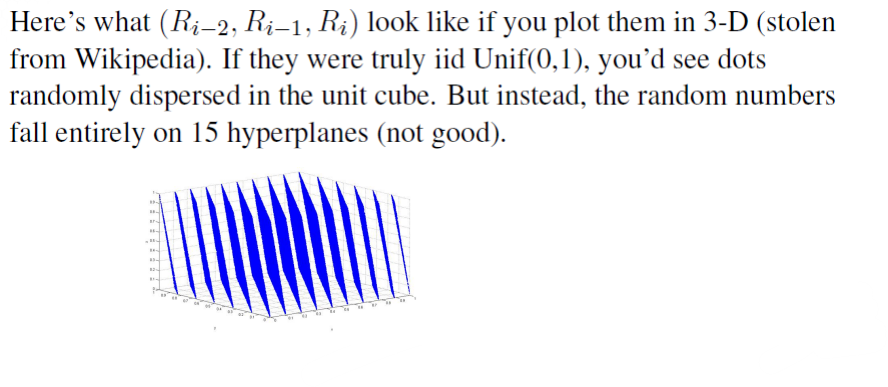 Here's what (R_{i−2}, R_{i−1}, R_i) look like if you plot them in 3-D (stolen
from Wikipedia). If they were truly iid Unif(0,1), you'd see dots
randomly dispersed in the unit cube. But instead, the random numbers
fall entirely on 15 hyperplanes (not good).